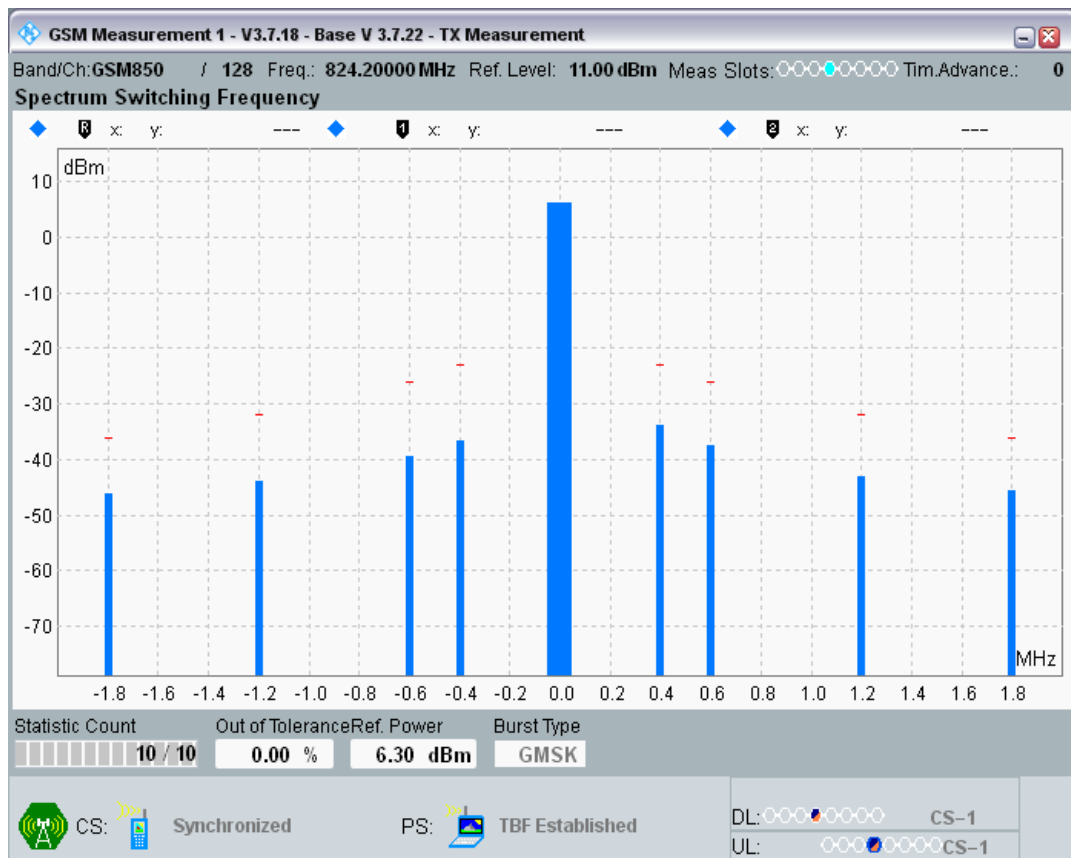 GSM Measurement 1 - V3.7.18 - Base V 3.7.22 - TX Measurement
Band/Ch:GSM850 / 128 Freq.: 824.20000 MHz Ref. Level: 11.00 dBm Meas Slots: Tim.Advance.: 0
Spectrum Switching Frequency
R x: y: --- 1 x: y: --- 2 x: y: ---
dBm
10
0
-10
-20
-30
-40
-50
-60
-70
MHz
-1.8 -1.6 -1.4 -1.2 -1.0 -0.8 -0.6 -0.4 -0.2 0.0 0.2 0.4 0.6 0.8 1.0 1.2 1.4 1.6 1.8
Statistic Count Out of Tolerance Ref. Power Burst Type
10 / 10 0.00 % 6.30 dBm GMSK
CS: Synchronized PS: TBF Established DL: CS-1
UL: CS-1